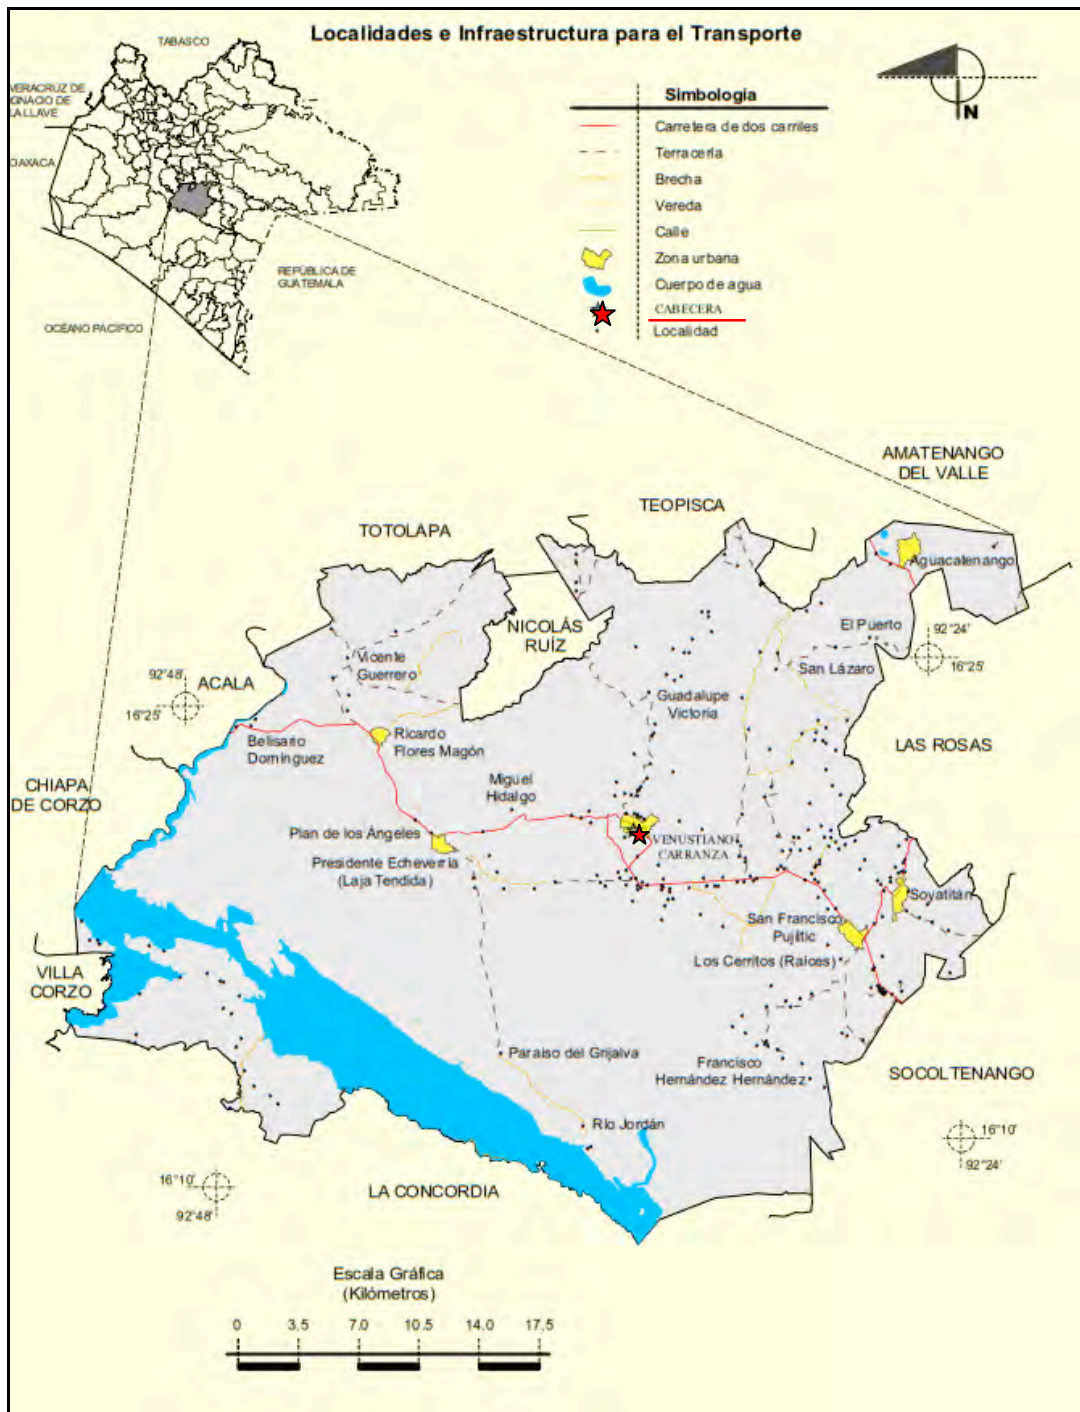 Localidades e Infraestructura para el Transporte
TABASCO
VERACRUZ DE
IGNACIO DE
LA LLAVE
OAXACA
REPÚBLICA DE
GUATEMALA
OCÉANO PACÍFICO
N
Simbología
Carretera de dos carriles
Terracería
Brecha
Vereda
Calle
Zona urbana
Cuerpo de agua
CABECERA
Localidad
AMATENANGO
DEL VALLE
TEOPISCA
TOTOLAPA
Aguacatenango
NICOLÁS
RUÍZ
El Puerto
92°24'
16°25'
San Lázaro
Vicente
Guerrero
92°48'
16°25'
ACALA
Guadalupe
Victoria
Belisario
Domínguez
Ricardo
Flores Magón
LAS ROSAS
CHIAPA
DE CORZO
Miguel
Hidalgo
Plan de los Ángeles
VENUSTIANO
CARRANZA
Presidente Echeverría
(Laja Tendida)
Soyatitán
San Francisco
Pujiltic
Los Cerritos (Raíces)
VILLA
CORZO
Paraíso del Grijalva
Francisco
Hernández Hernández
SOCOLTENANGO
Río Jordán
16°10'
92°24'
16°10'
92°48'
LA CONCORDIA
Escala Gráfica
(Kilómetros)
0 3.5 7.0 10.5 14.0 17.5